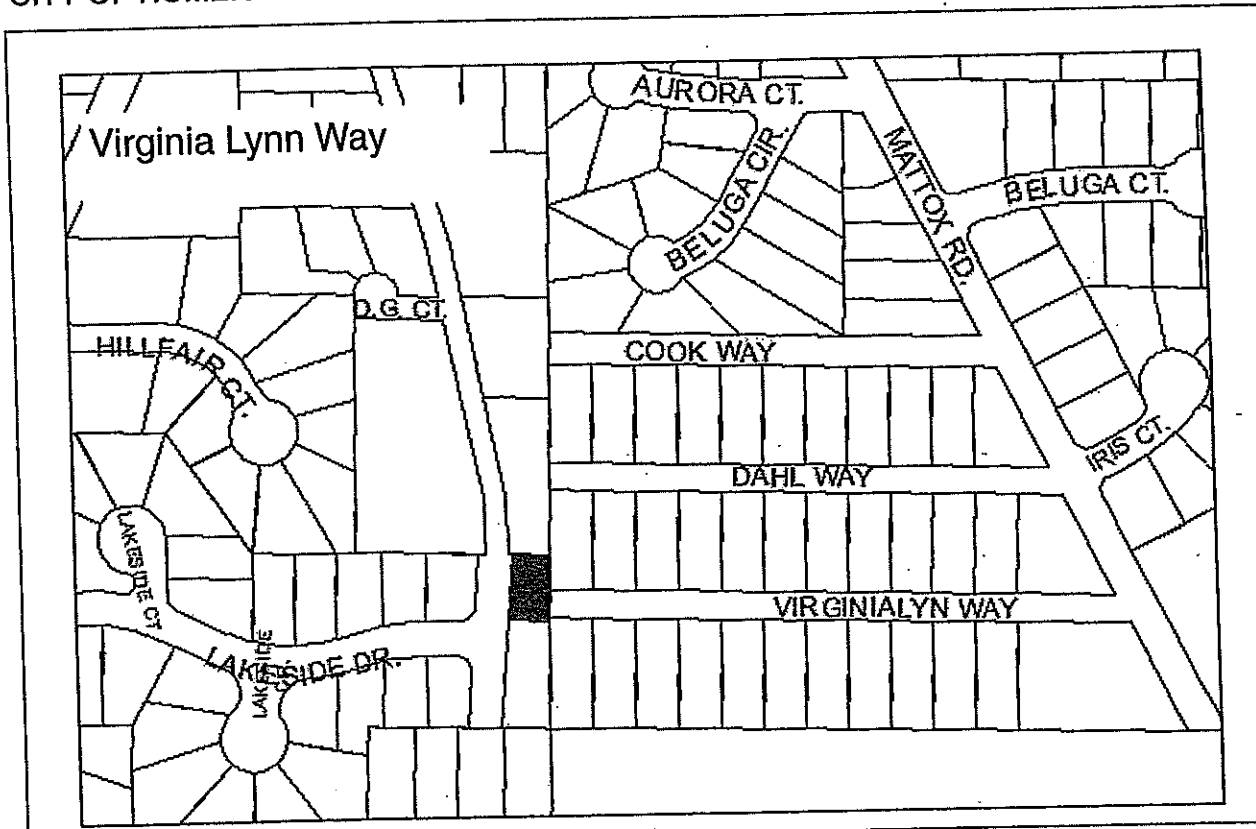 AURORA CT.
Virginia Lynn Way
MATTOX RD.
BELUGA CIR.
BELUGA CT.
D.G. CT.
HILLFAIR CT.
COOK WAY
IRIS CT.
DAHL WAY
LAKESIDE CT
VIRGINIALYN WAY
LAKESIDE DR.
LAKESIDE